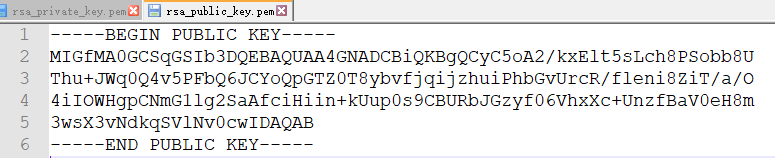 rsa_private_key.pem rsa_public_key.pem
1 -----BEGIN PUBLIC KEY-----
2 MIGfMA0GCSqGSIb3DQEBAQUAA4GNADCBiQKBgQCyC5oA2/kxElt5sLch8PSobb8U
3 Thu+JWq0Q4v5PFbQ6JCYoQpGTZ0T8ybvfjqijzhuiPhbGvUrcR/fleni8ZiT/a/O
4 4iIOWHgpCNmG1lg2SaAfciHiin+kUup0s9CBURbJGzyf06VhxXc+UnzfBaV0eH8m
5 3wsX3vNdkqSVlNv0cwIDAQAB
6 -----END PUBLIC KEY-----